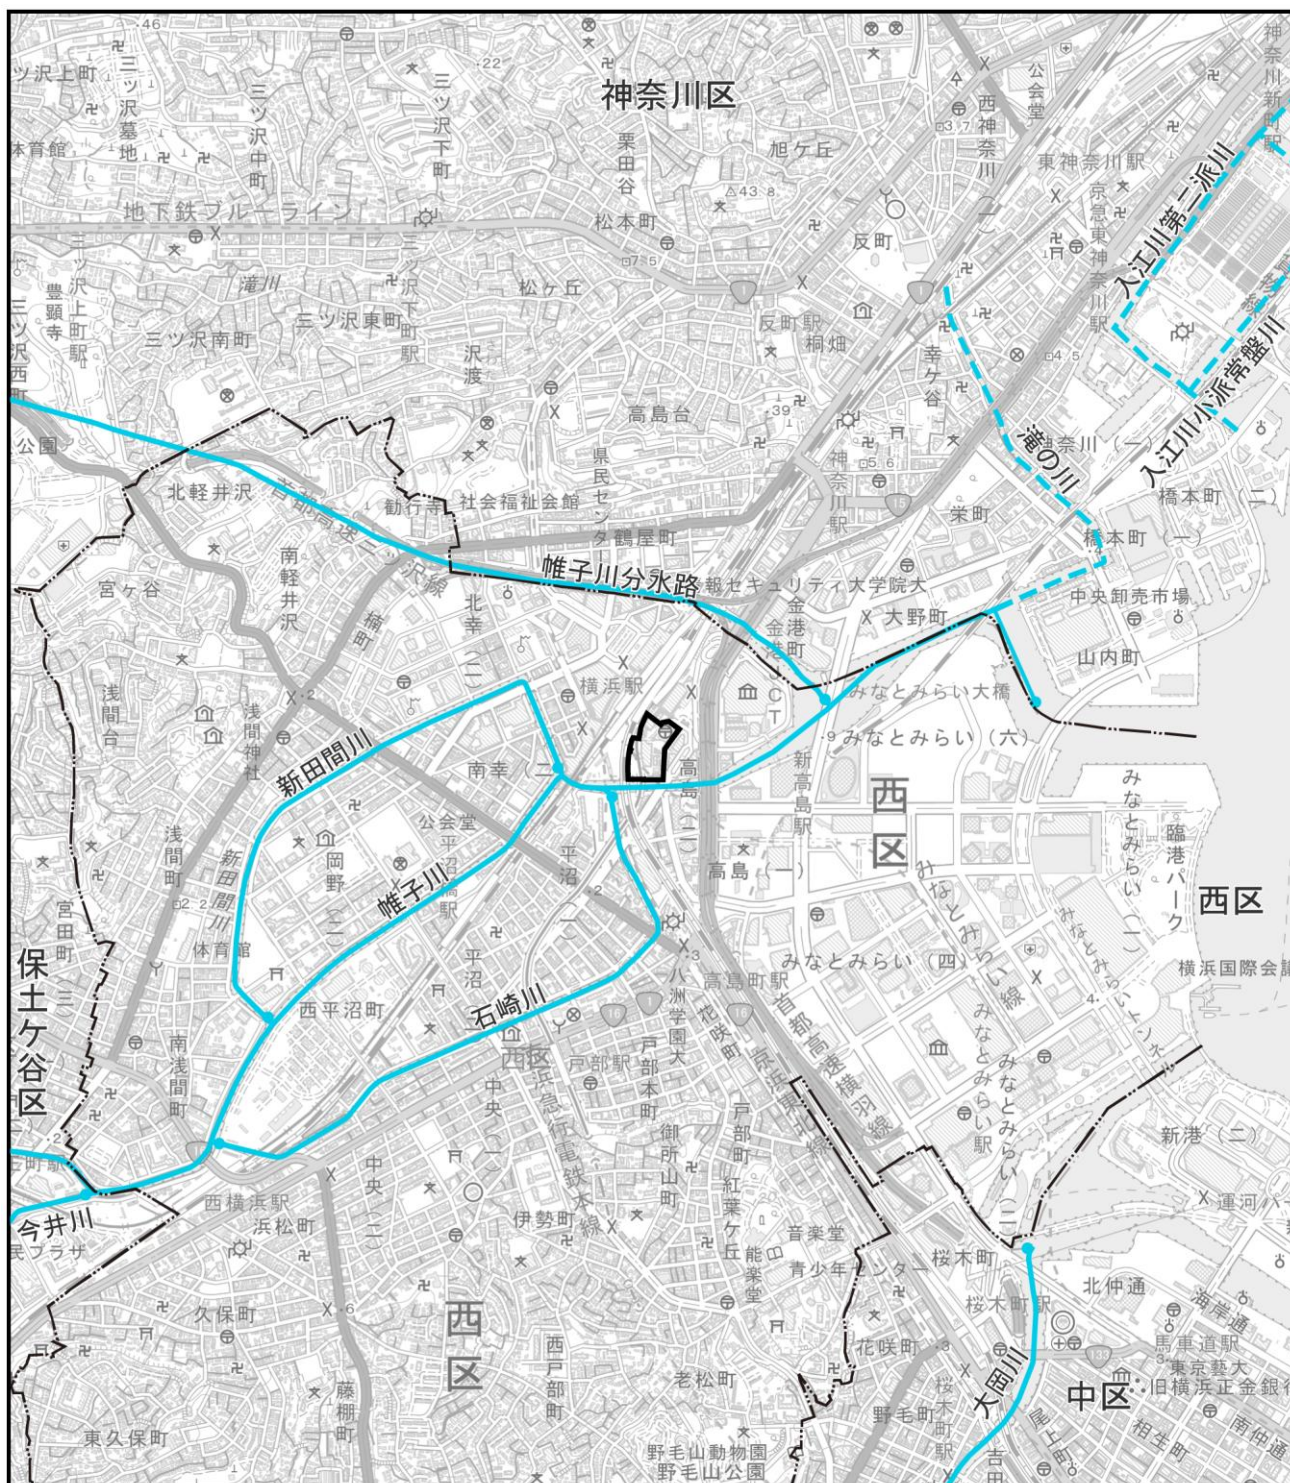 神奈川区
ツ沢上町
三ツ沢墓地
三ツ沢中町
三ツ沢下町
栗田谷
旭ケ丘
公会堂
西神奈川（一）
神奈川新町駅
体育館
東神奈川駅
京急東神奈川駅
入江川第二派川
地下鉄ブルーライン
松本町
反町
松ケ丘
滝川
豊顕寺
三ツ沢上町駅
三ツ沢下町駅
三ツ沢東町
三ツ沢南町
三ツ沢西町
反町駅
桐畑
幸ケ谷
沢渡
高島台
入江川小派常盤川
公園
滝の川
神奈川（一）
北軽井沢
首都高速三ツ沢線
勧行寺
社会福祉会館
県民センタ
鶴屋町
神奈川駅
栄町
橋本町（二）
橋本町（一）
南軽井沢
宮ケ谷
楠町
北幸（二）
帷子川分水路
報セキュリティ大学院大
金港町
大野町
中央卸売市場
山内町
浅間台
浅間神社
横浜駅
みなとみらい大橋
みなとみらい（六）
新田間川
南幸（二
高島（二）
新高島駅
西区
みなとみらい（一）
臨港パーク
浅間町
新田間川
岡野（二）
公会堂
平沼橋駅
平沼（一）
高島（一）
帷子川
宮田町（三）
体育館
平沼
西区
保土ケ谷区
西平沼町
石崎川
八洲学園大
高島町駅
みなとみらい（四）
みなとみらい線
みなとみらいトンネル
横浜国際会議
南浅間町
西区
戸部駅
戸部本町
花咲町
首都高速横羽線
みなとみらい駅
みなとみらい（二）
中央（一）
京浜急行電鉄本線
御所山町
戸部町
紅葉ケ丘
新港（二）
西横浜駅
浜松町
中央（二）
伊勢町
音楽堂
青少年センター
能楽堂
桜木町
運河パ
今井川
民プラザ
久保町
西区
西戸部町
老松町
花咲町
桜木町駅
北仲通
海岸通
馬車道駅
東京藝大
旧横浜正金銀行
中区
大岡川
藤棚町
東久保町
野毛山動物園
野毛山公園
野毛町
桜木町駅
尾上町
相生町
南仲通
吉田